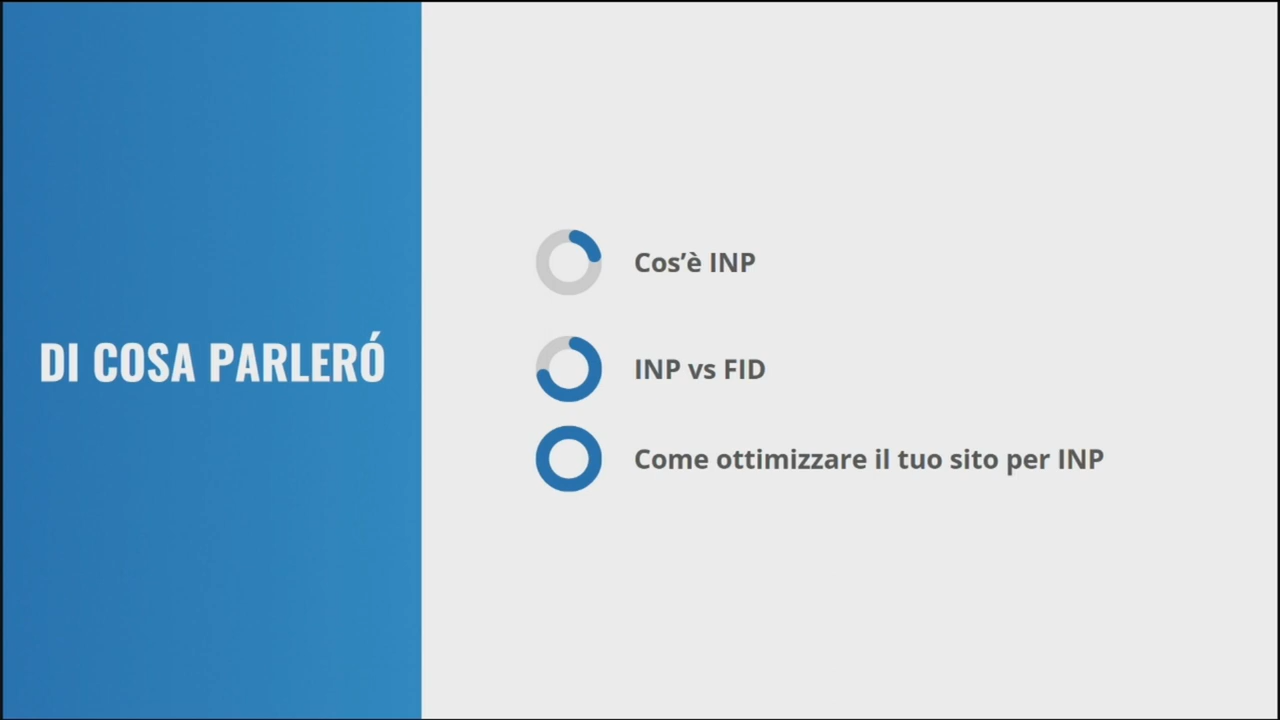 DI COSA PARLERÓ
Cos’è INP
INP vs FID
Come ottimizzare il tuo sito per INP